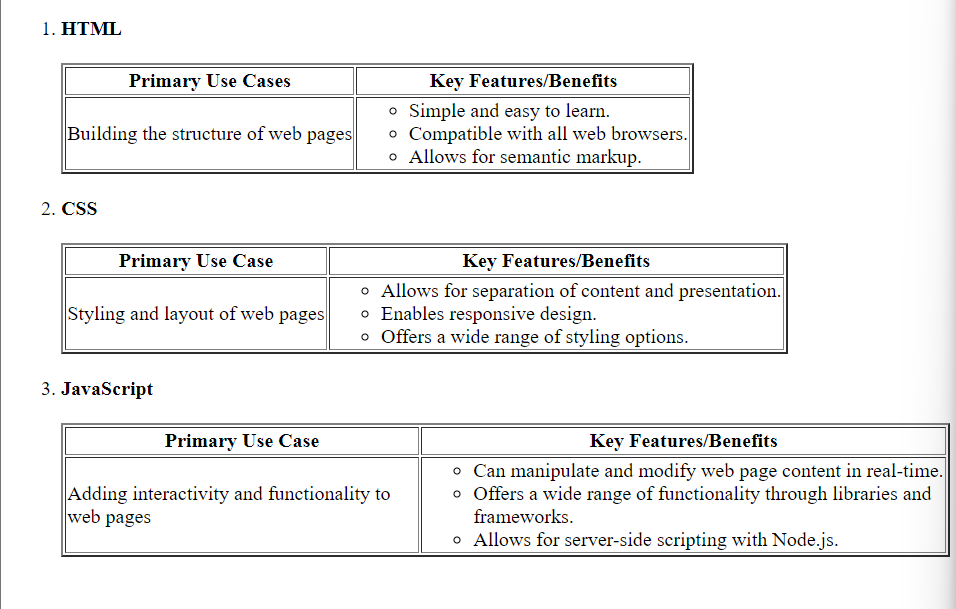 1. HTML
Primary Use Cases
Key Features/Benefits
Building the structure of web pages
Simple and easy to learn.
Compatible with all web browsers.
Allows for semantic markup.
2. CSS
Primary Use Case
Key Features/Benefits
Styling and layout of web pages
Allows for separation of content and presentation.
Enables responsive design.
Offers a wide range of styling options.
3. JavaScript
Primary Use Case
Key Features/Benefits
Adding interactivity and functionality to
web pages
Can manipulate and modify web page content in real-time.
Offers a wide range of functionality through libraries and
frameworks.
Allows for server-side scripting with Node.js.